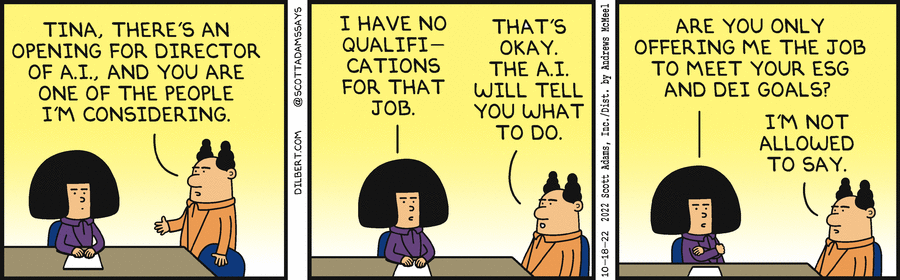 TINA, THERE'S AN
OPENING FOR DIRECTOR
OF A.I., AND YOU ARE
ONE OF THE PEOPLE
I'M CONSIDERING.
DILBERT.COM @SCOTTADAMSSAYS
I HAVE NO
QUALIFI-
CATIONS
FOR THAT
JOB.
THAT'S
OKAY.
THE A.I.
WILL TELL
YOU WHAT
TO DO.
10-18-22 2022 Scott Adams, Inc./Dist. by Andrews McMeel
ARE YOU ONLY
OFFERING ME THE JOB
TO MEET YOUR ESG
AND DEI GOALS?
I'M NOT
ALLOWED
TO SAY.